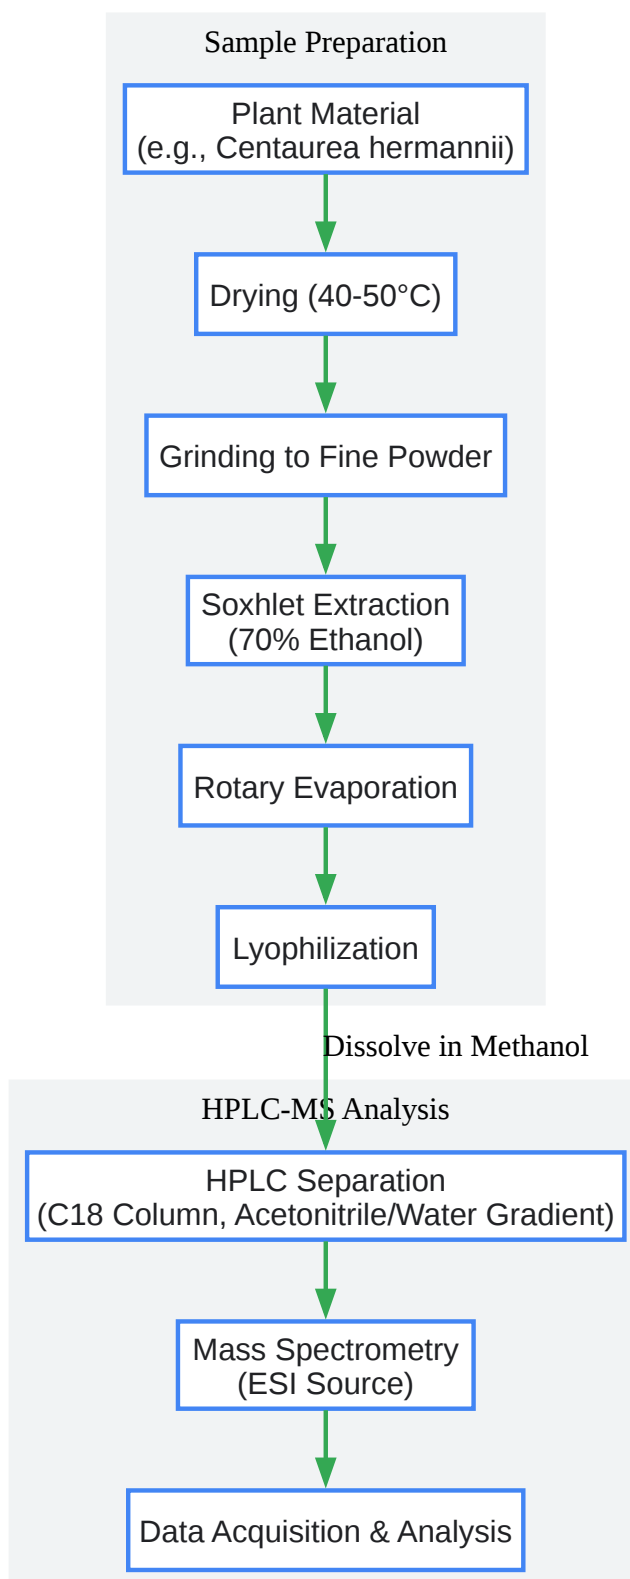 Sample Preparation
Plant Material
(e.g., Centaurea hermannii)
Drying (40-50°C)
Grinding to Fine Powder
Soxhlet Extraction
(70% Ethanol)
Rotary Evaporation
Lyophilization
Dissolve in Methanol
HPLC-MS Analysis
HPLC Separation
(C18 Column, Acetonitrile/Water Gradient)
Mass Spectrometry
(ESI Source)
Data Acquisition & Analysis